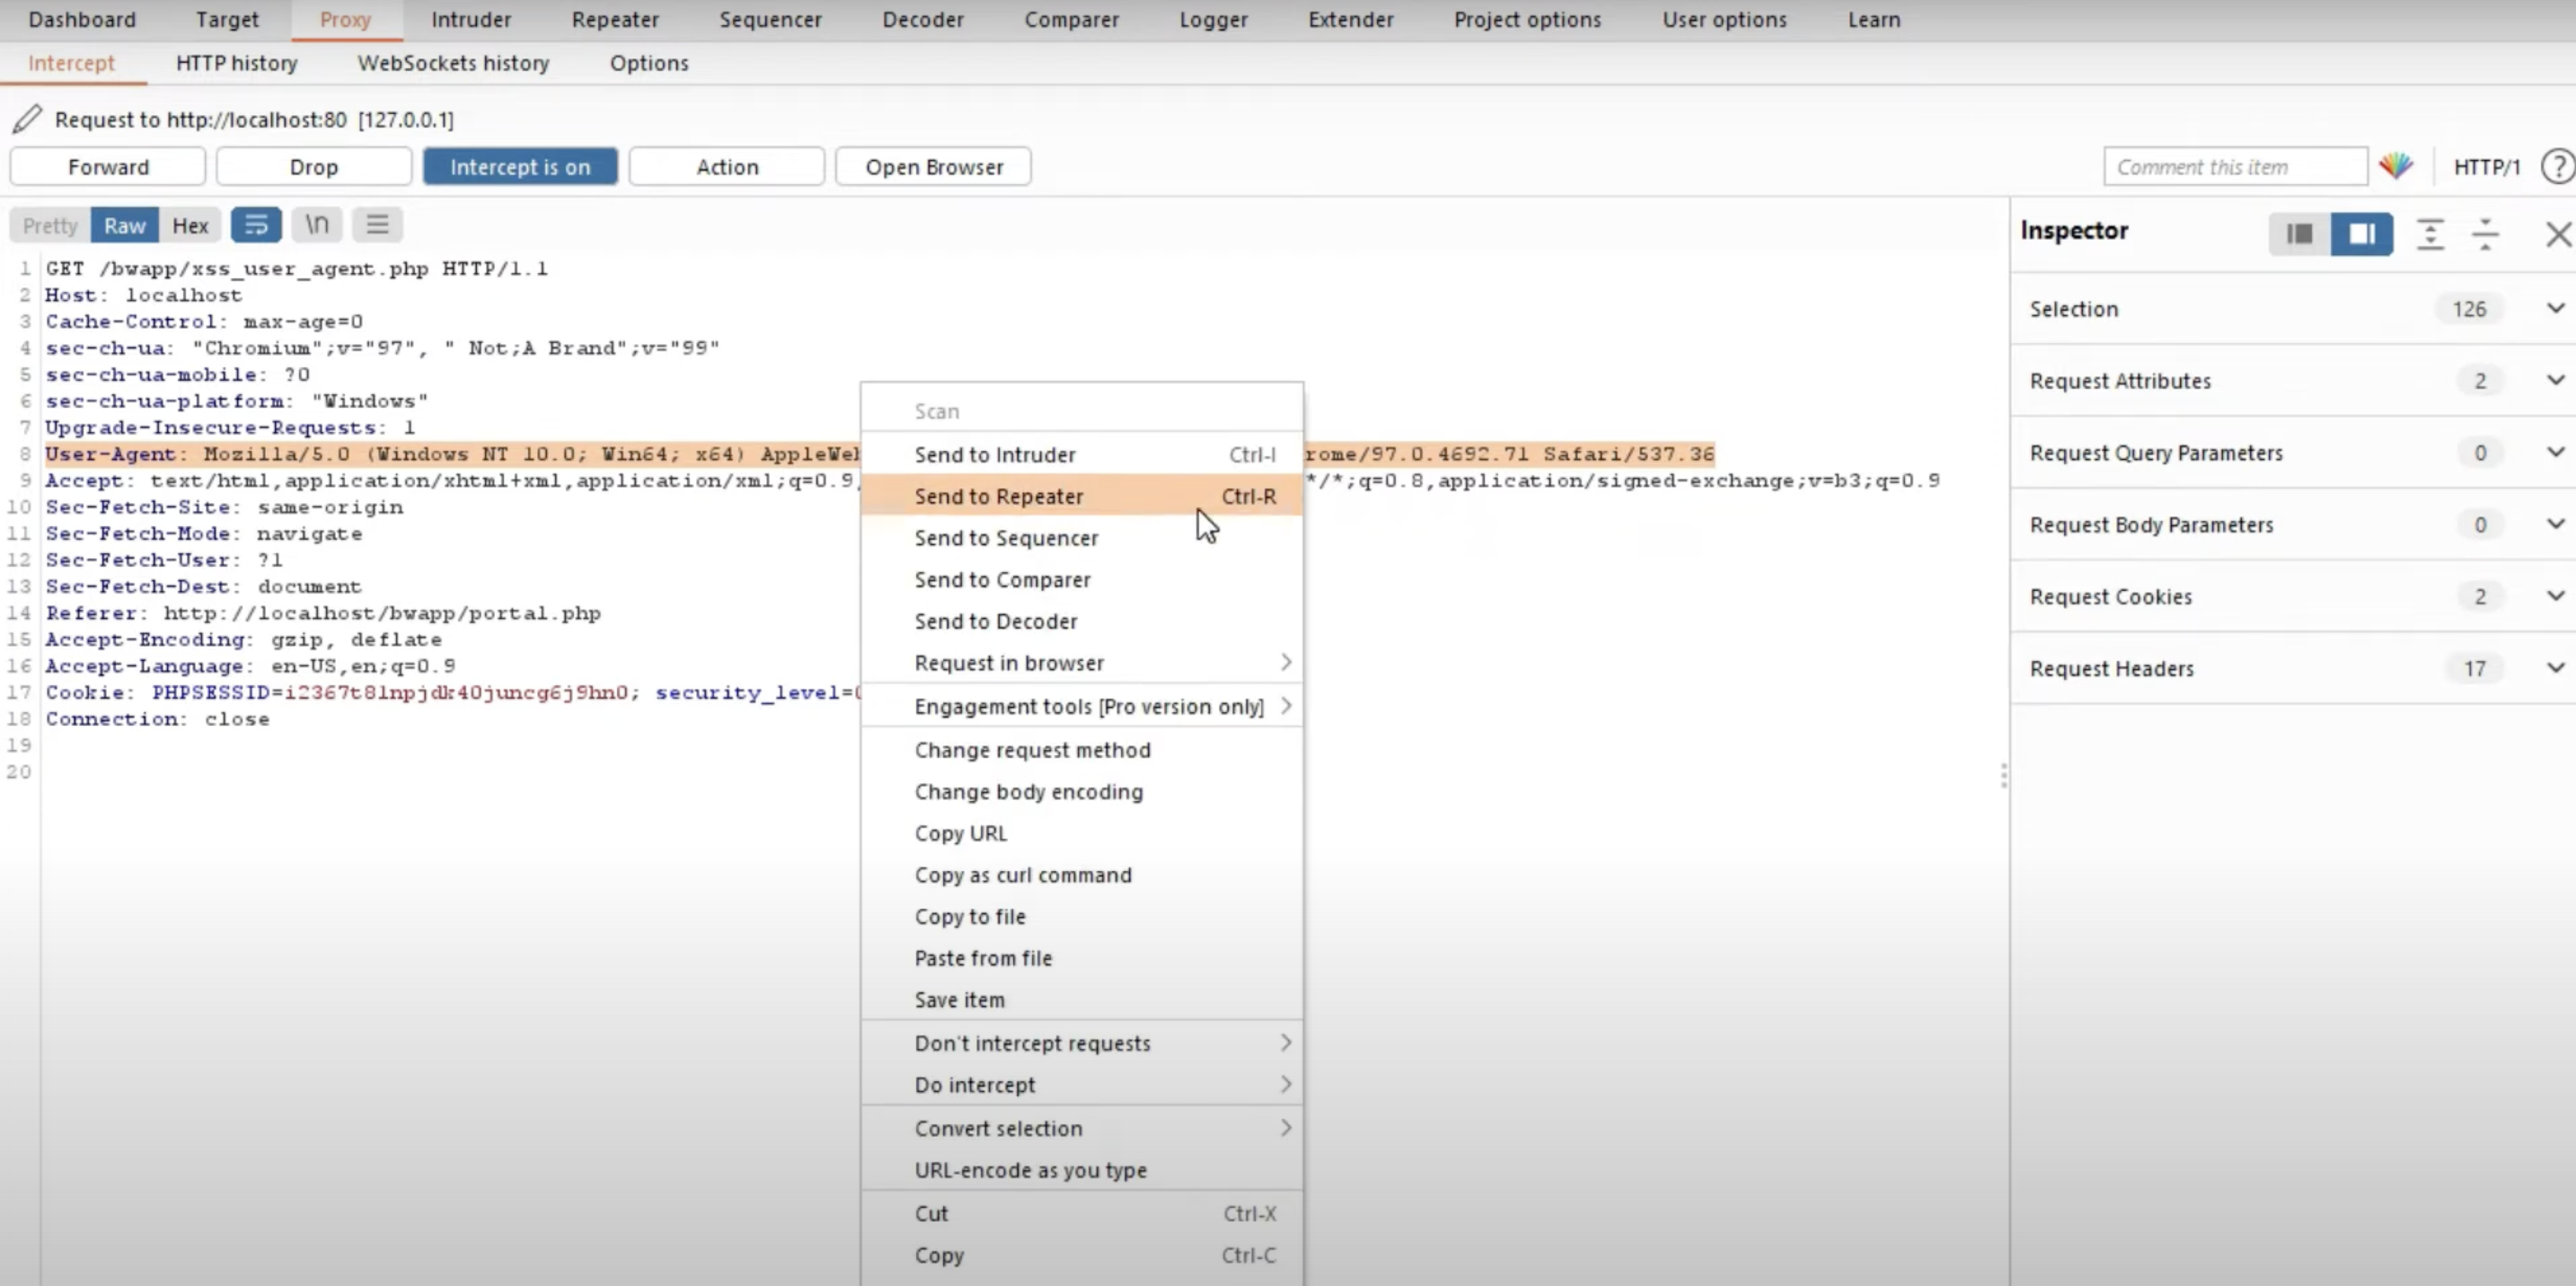 Dashboard Target Proxy Intruder Repeater Sequencer Decoder Comparer Logger Extender Project options User options Learn
Intercept HTTP history WebSockets history Options
Request to http://localhost:80 [127.0.0.1]
Forward Drop Intercept is on Action Open Browser Comment this item HTTP/1 ?
Pretty Raw Hex \n
Inspector
1 GET /bwapp/xss_user_agent.php HTTP/1.1
2 Host: localhost
3 Cache-Control: max-age=0
4 sec-ch-ua: "Chromium";v="97", " Not;A Brand";v="99"
5 sec-ch-ua-mobile: ?0
6 sec-ch-ua-platform: "Windows"
7 Upgrade-Insecure-Requests: 1
8 User-Agent: Mozilla/5.0 (Windows NT 10.0; Win64; x64) AppleWeb rome/97.0.4692.71 Safari/537.36
9 Accept: text/html,application/xhtml+xml,application/xml;q=0.9, */*;q=0.8,application/signed-exchange;v=b3;q=0.9
10 Sec-Fetch-Site: same-origin
11 Sec-Fetch-Mode: navigate
12 Sec-Fetch-User: ?1
13 Sec-Fetch-Dest: document
14 Referer: http://localhost/bwapp/portal.php
15 Accept-Encoding: gzip, deflate
16 Accept-Language: en-US,en;q=0.9
17 Cookie: PHPSESSID=i2367t81npjdk40juncg6j9hn0; security_level=
18 Connection: close
19
20
Scan
Send to Intruder Ctrl-I
Send to Repeater Ctrl-R
Send to Sequencer
Send to Comparer
Send to Decoder
Request in browser
Engagement tools [Pro version only]
Change request method
Change body encoding
Copy URL
Copy as curl command
Copy to file
Paste from file
Save item
Don't intercept requests
Do intercept
Convert selection
URL-encode as you type
Cut Ctrl-X
Copy Ctrl-C
Selection 126
Request Attributes 2
Request Query Parameters 0
Request Body Parameters 0
Request Cookies 2
Request Headers 17